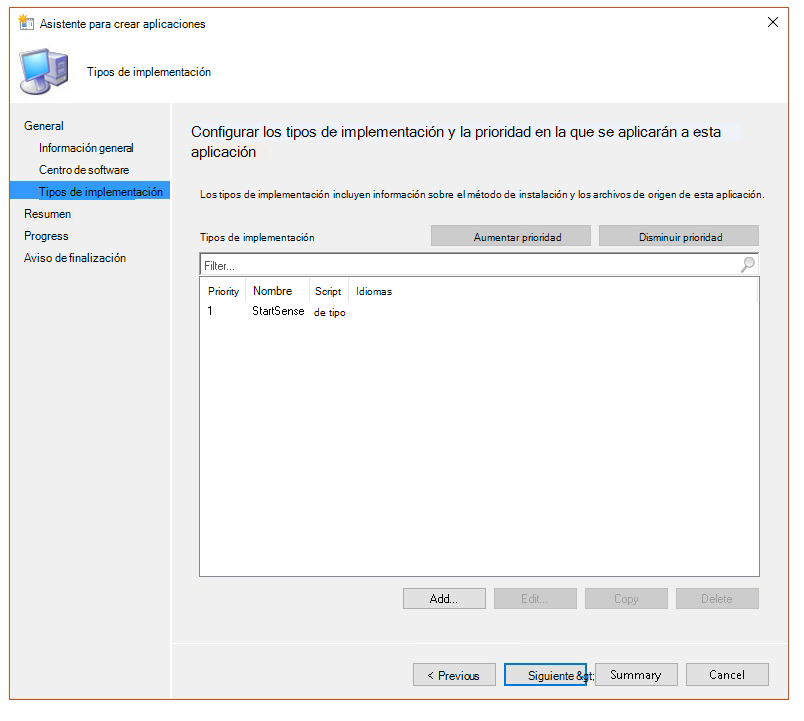 Asistente para crear aplicaciones
Tipos de implementación
General
Información general
Centro de software
Tipos de implementación
Resumen
Progress
Aviso de finalización
Configurar los tipos de implementación y la prioridad en la que se aplicarán a esta
aplicación
Los tipos de implementación incluyen información sobre el método de instalación y los archivos de origen de esta aplicación.
Tipos de implementación
Aumentar prioridad
Disminuir prioridad
Filter...
Priority Nombre Script Idiomas
1 StartSense de tipo
Add...
Edit...
Copy
Delete
< Previous
Siguiente &gt;
Summary
Cancel